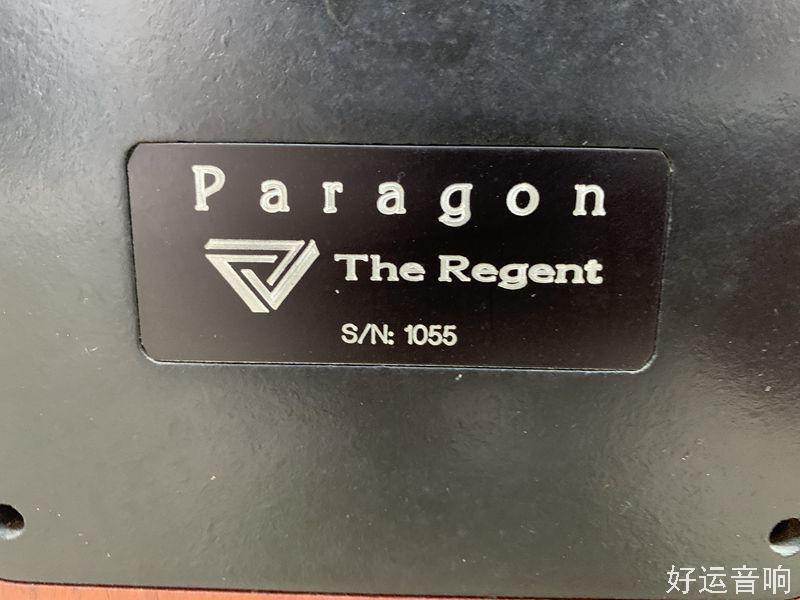 Paragon
The Regent
S/N: 1055
好运音响